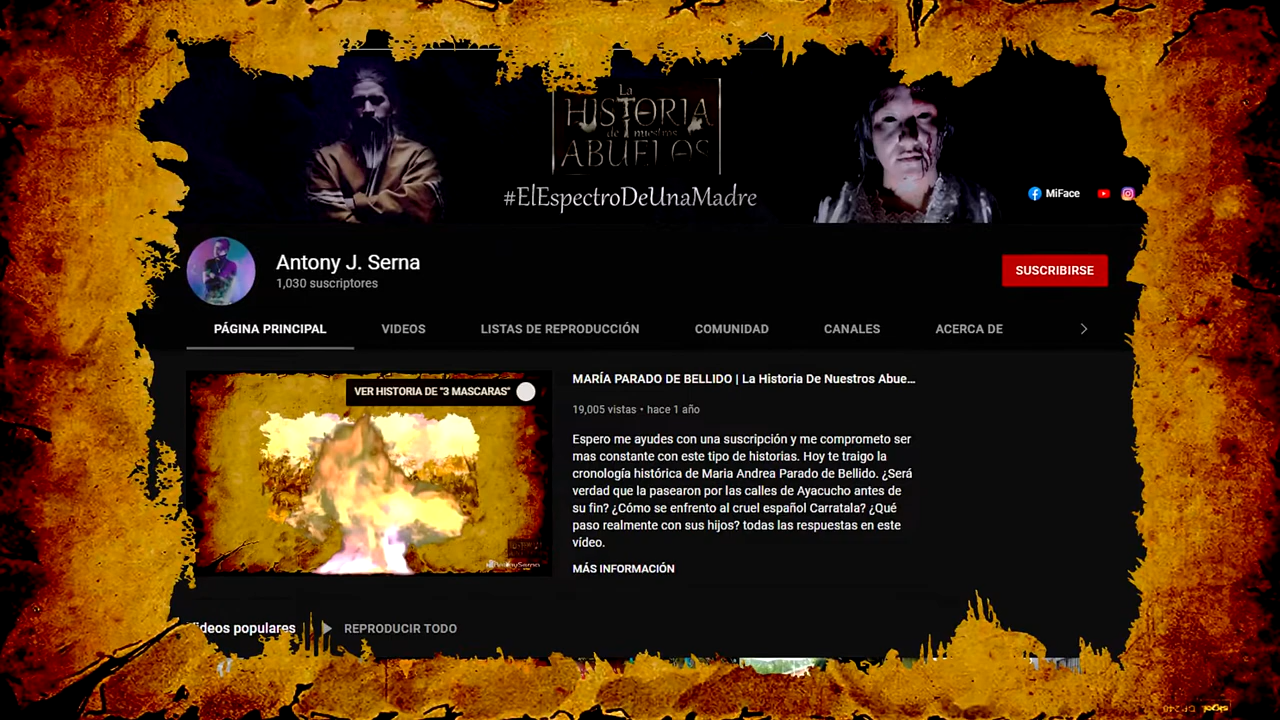 La
HISTORIA
de nuestros
ABUELOS
#ElEspectroDeUnaMadre
MiFace
Antony J. Serna
1,030 suscriptores
SUSCRIBIRSE
PÁGINA PRINCIPAL VIDEOS LISTAS DE REPRODUCCIÓN COMUNIDAD CANALES ACERCA DE
VER HISTORIA DE "3 MASCARAS"
MARÍA PARADO DE BELLIDO | La Historia De Nuestros Abue...
19,005 vistas • hace 1 año
Espero me ayudes con una suscripción y me comprometo ser
mas constante con este tipo de historias. Hoy te traigo la
cronología histórica de Maria Andrea Parado de Bellido. ¿Será
verdad que la pasearon por las calles de Ayacucho antes de
su fin? ¿Cómo se enfrento al cruel español Carratala? ¿Qué
paso realmente con sus hijos? todas las respuestas en este
vídeo.
MÁS INFORMACIÓN
Videos populares REPRODUCIR TODO